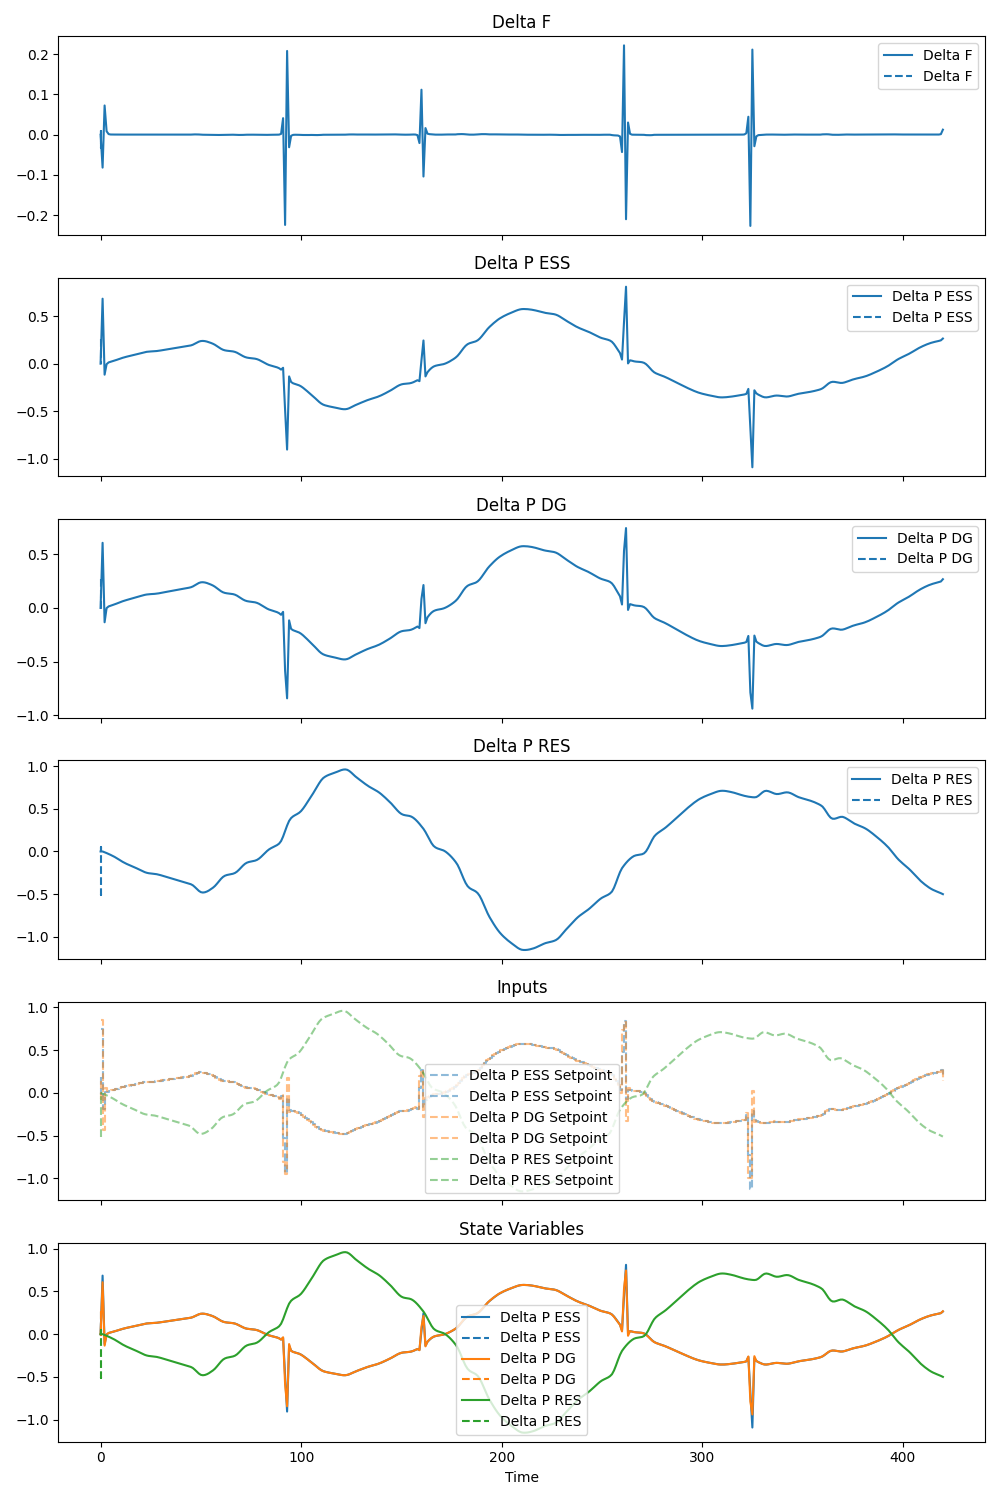 Delta F
0.2
0.1
0.0
−0.1
−0.2
Delta F
Delta F
Delta P ESS
0.5
0.0
−0.5
−1.0
Delta P ESS
Delta P ESS
Delta P DG
0.5
0.0
−0.5
−1.0
Delta P DG
Delta P DG
Delta P RES
1.0
0.5
0.0
−0.5
−1.0
Delta P RES
Delta P RES
Inputs
1.0
0.5
0.0
−0.5
−1.0
Delta P ESS Setpoint
Delta P ESS Setpoint
Delta P DG Setpoint
Delta P DG Setpoint
Delta P RES Setpoint
Delta P RES Setpoint
State Variables
1.0
0.5
0.0
−0.5
−1.0
Delta P ESS
Delta P ESS
Delta P DG
Delta P DG
Delta P RES
Delta P RES
0 100 200 300 400
Time